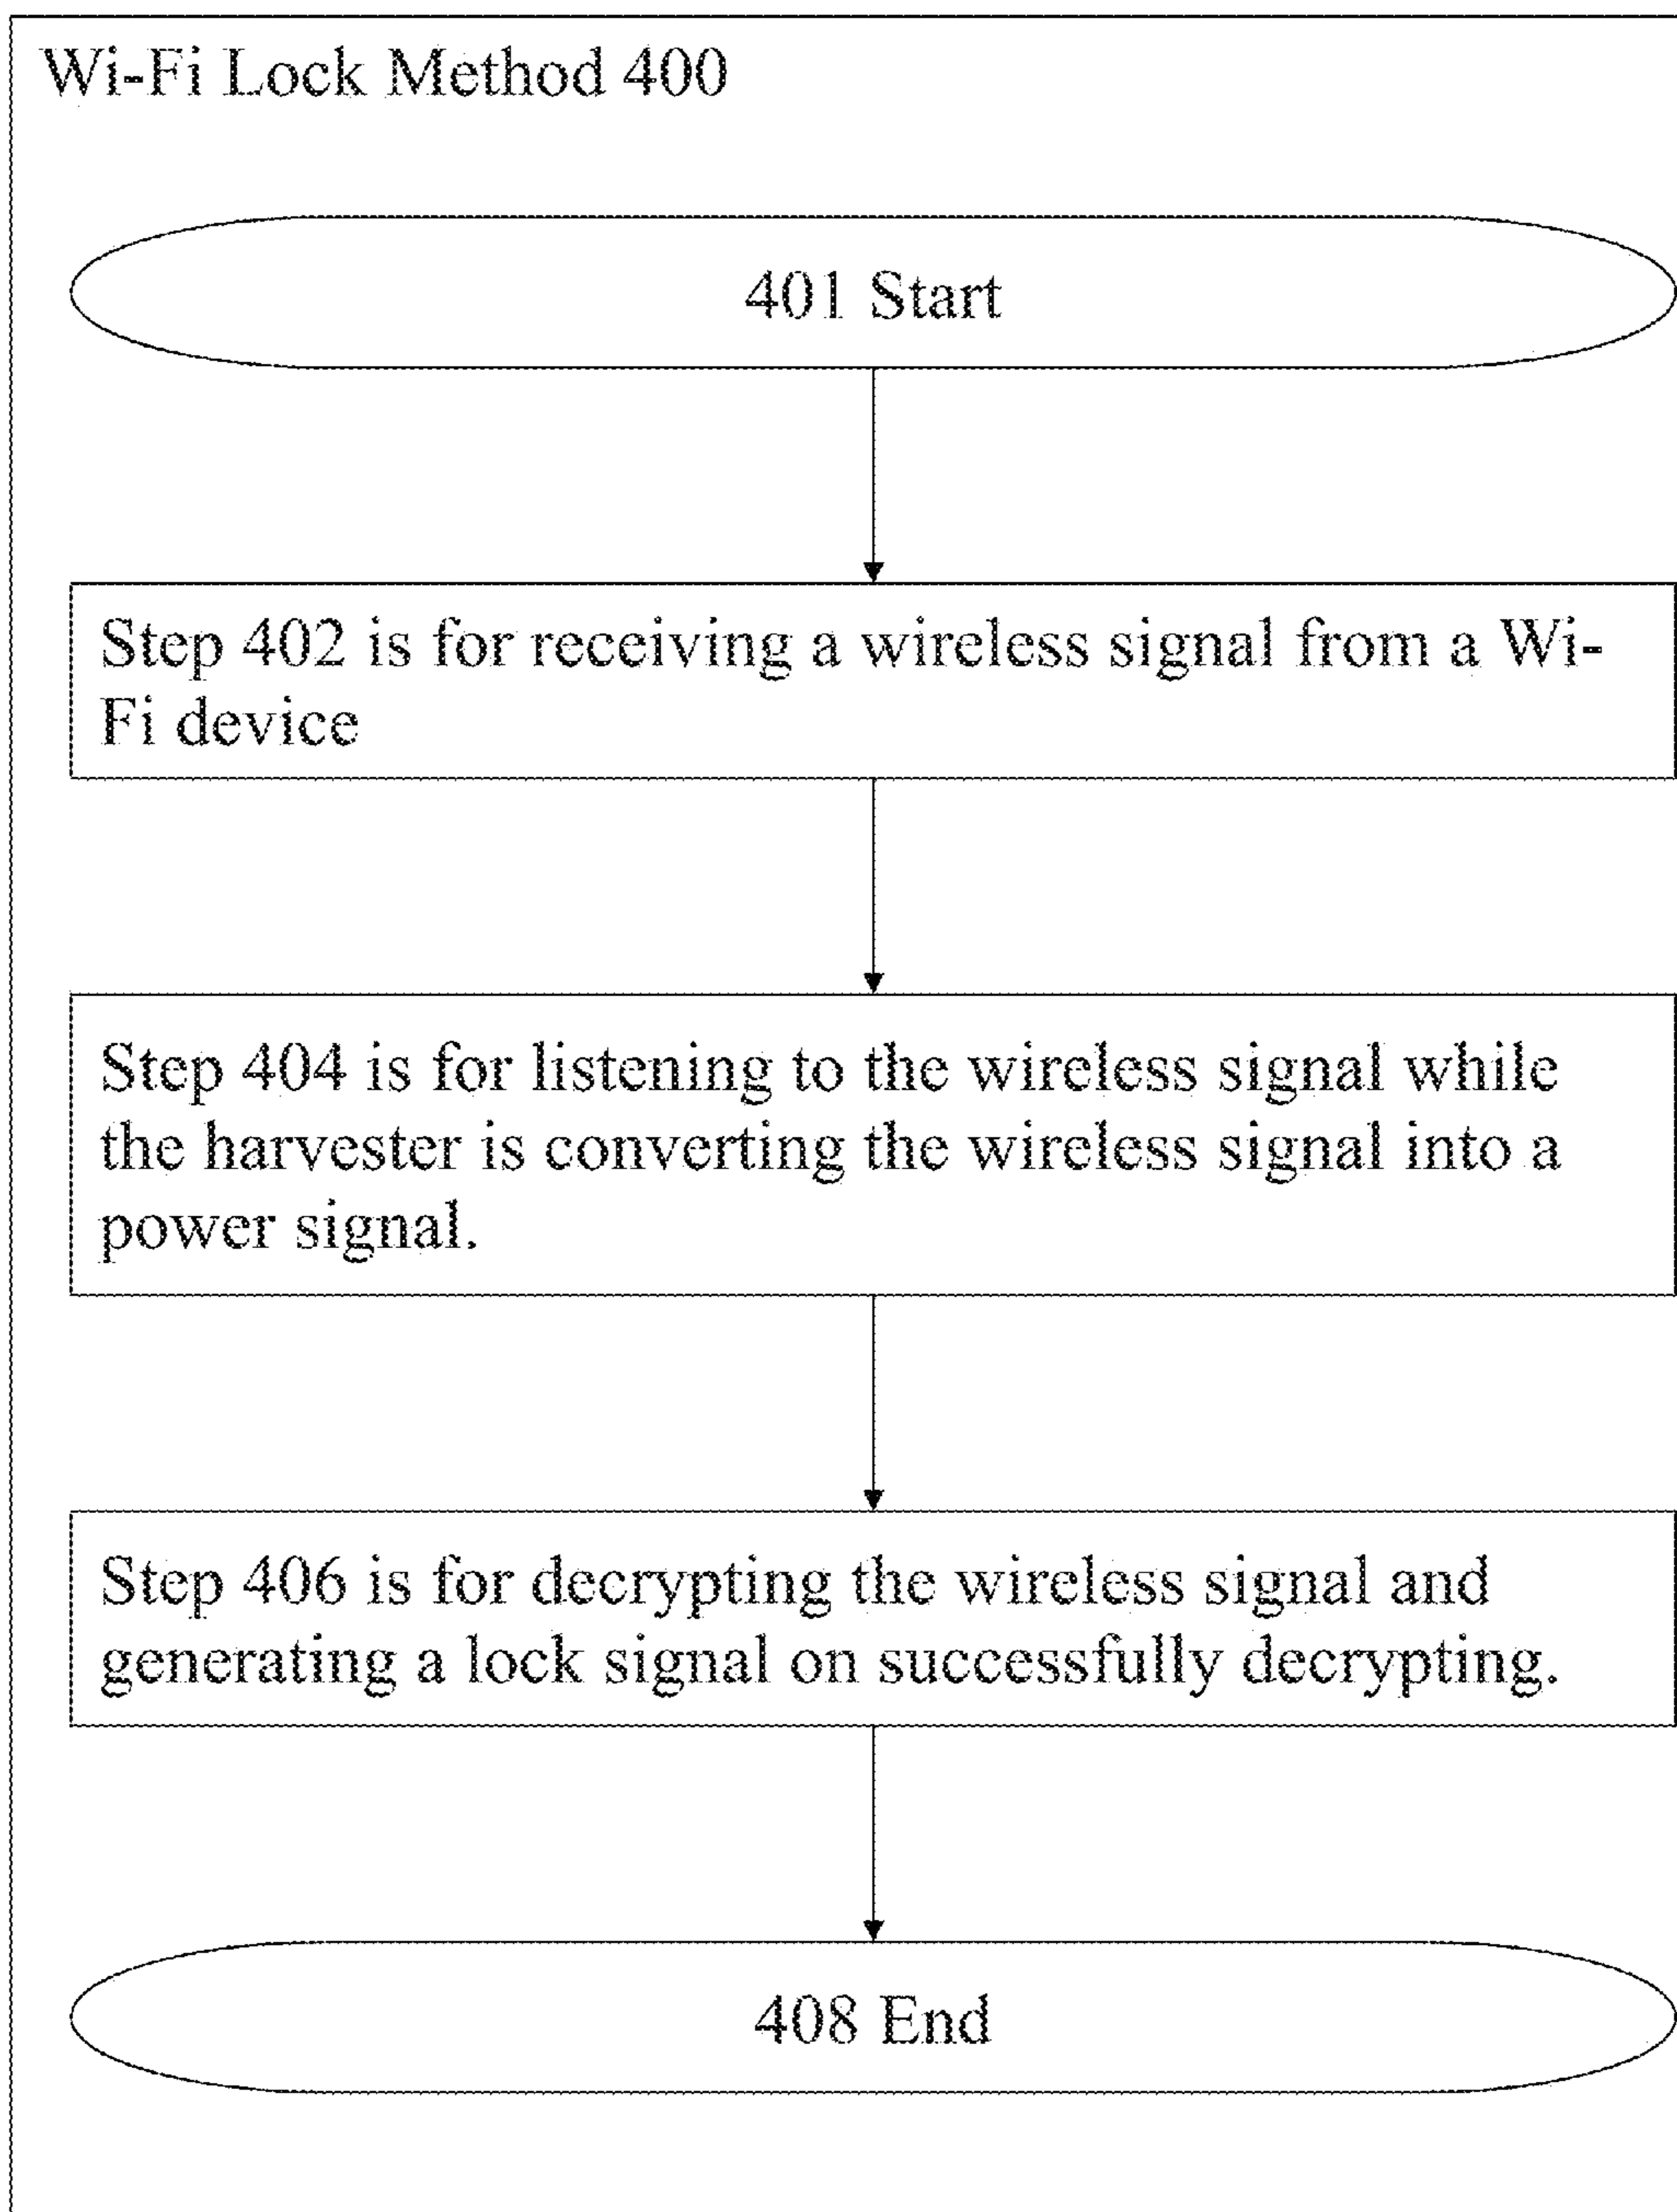 Wi-Fi Lock Method 400
401 Start
Step 402 is for receiving a wireless signal from a Wi-
Fi device
Step 404 is for listening to the wireless signal while
the harvester is converting the wireless signal into a
power signal.
Step 406 is for decrypting the wireless signal and
generating a lock signal on successfully decrypting.
408 End